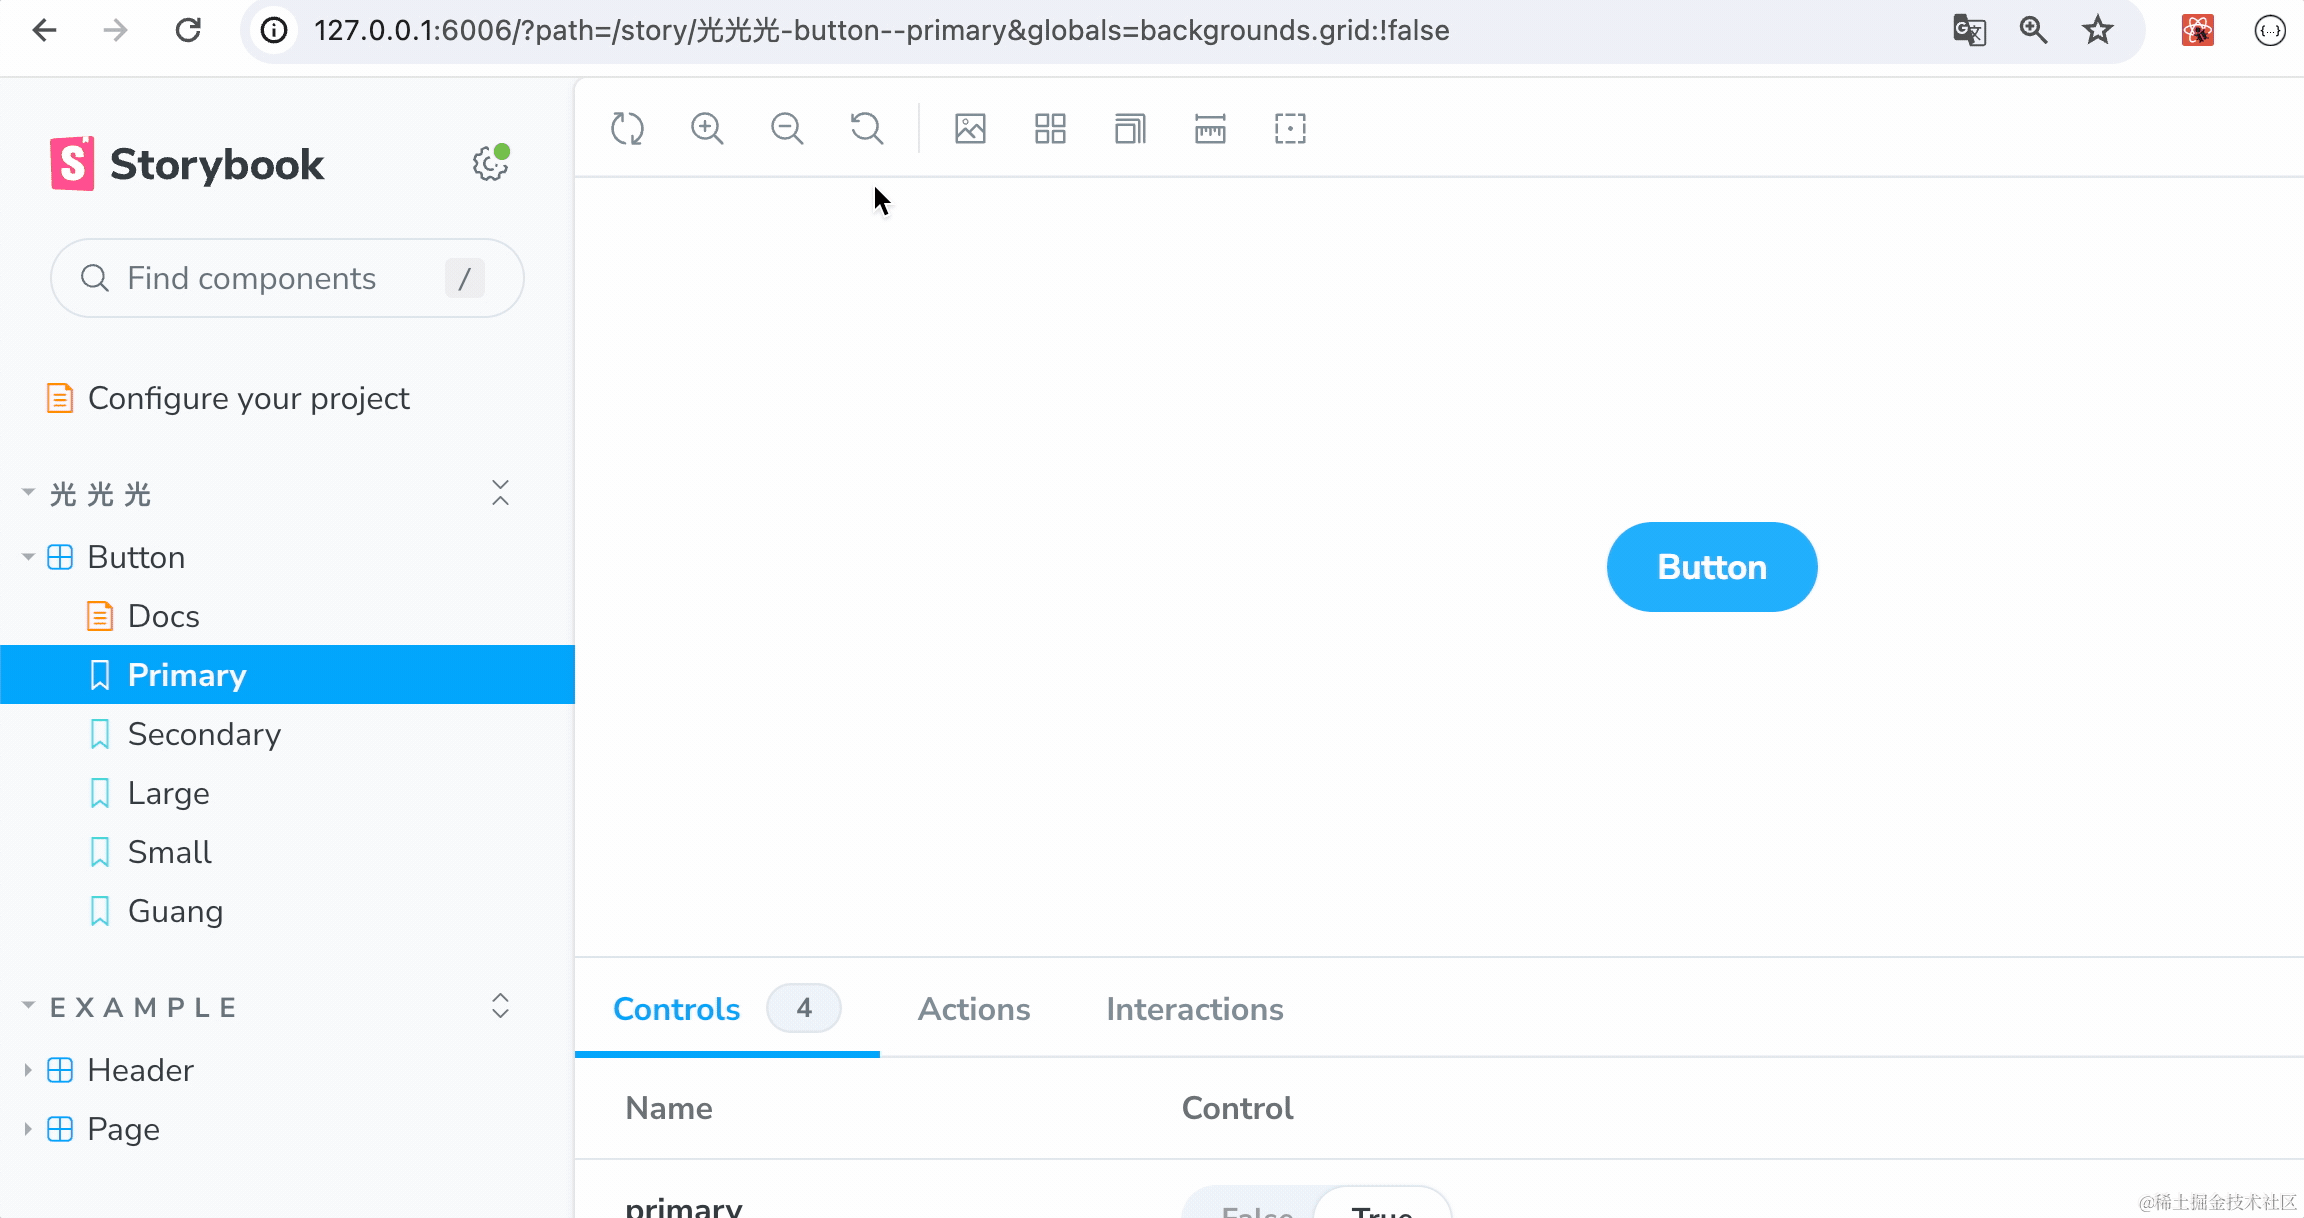 127.0.0.1:6006/?path=/story/光光光-button--primary&globals=backgrounds.grid:!false
Storybook
Find components /
Configure your project
光光光
Button
Docs
Primary
Secondary
Large
Small
Guang
EXAMPLE
Header
Page
Button
Controls 4 Actions Interactions
Name Control
primary False True
@稀土掘金技术社区